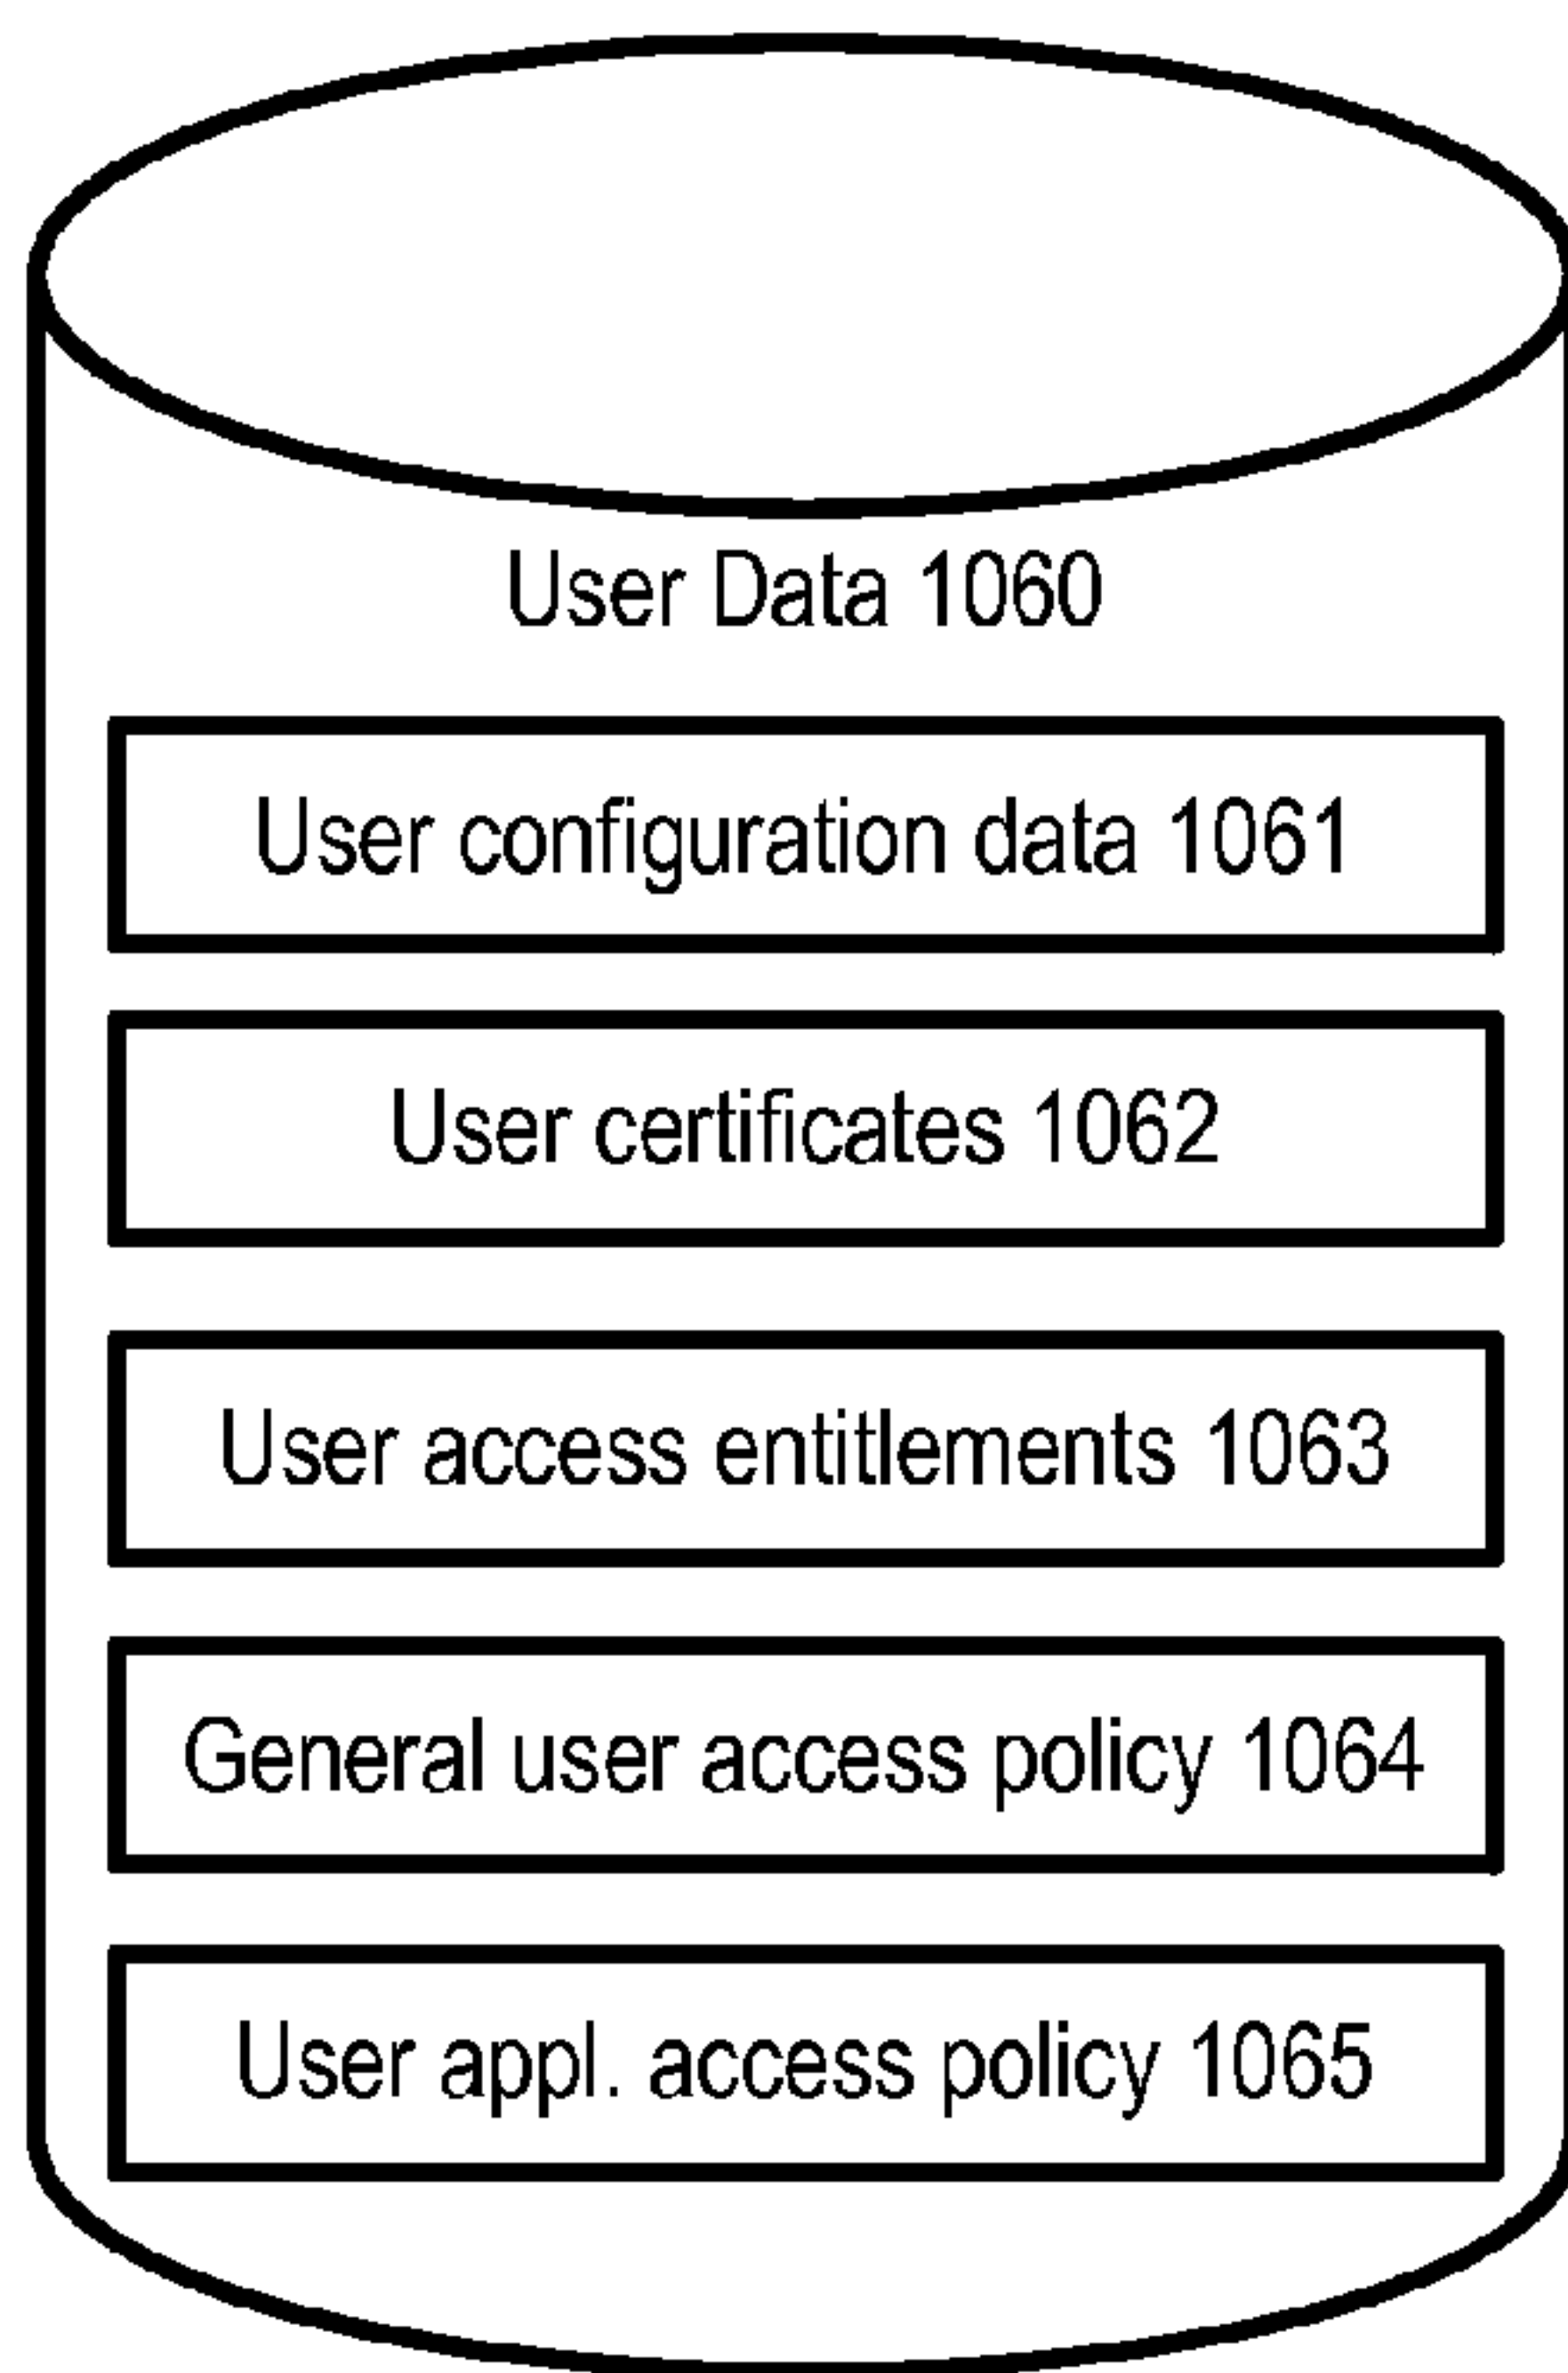 User Data 1060
User configuration data 1061
User certificates 1062
User access entitlements 1063
General user access policy 1064
User appl. access policy 1065